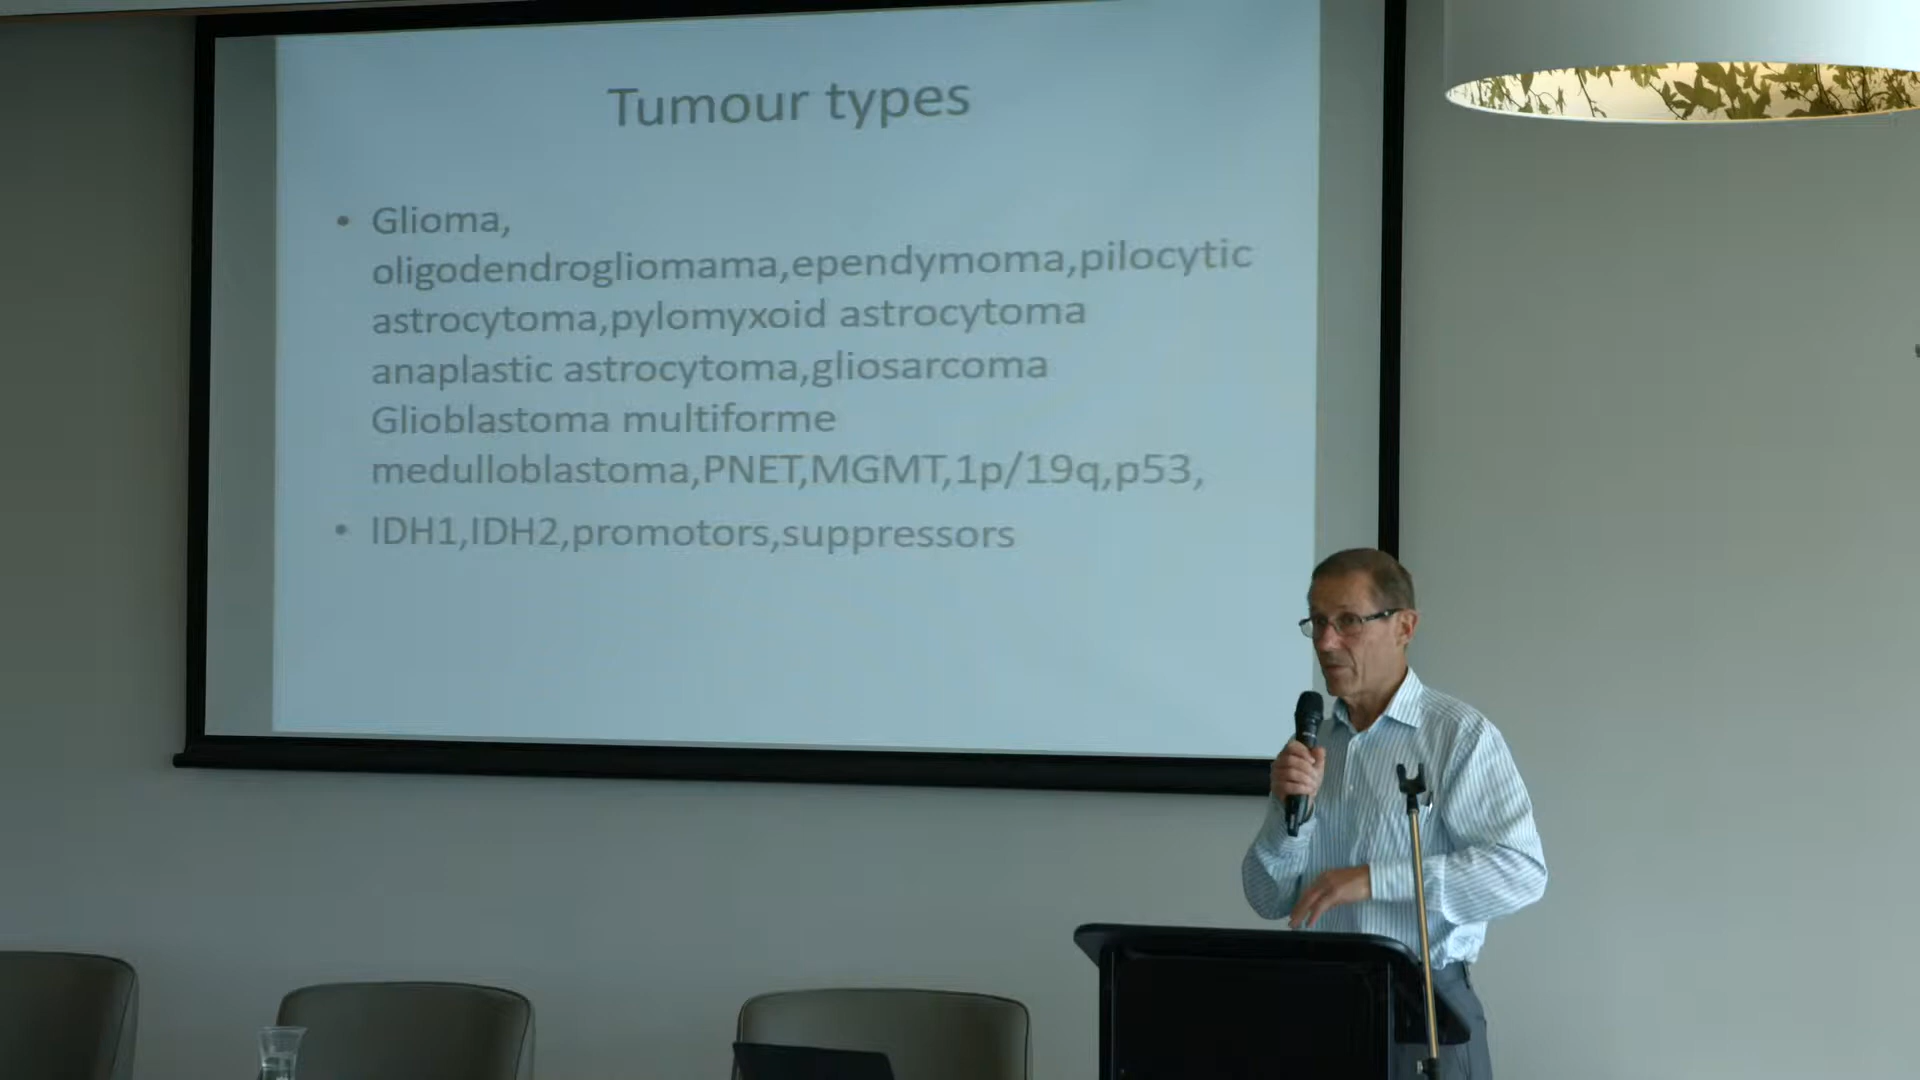 Tumour types
• Glioma,
oligodendrogliomama,ependymoma,pilocytic
astrocytoma,pylomyxoid astrocytoma
anaplastic astrocytoma,gliosarcoma
Glioblastoma multiforme
medulloblastoma,PNET,MGMT,1p/19q,p53,
• IDH1,IDH2,promotors,suppressors